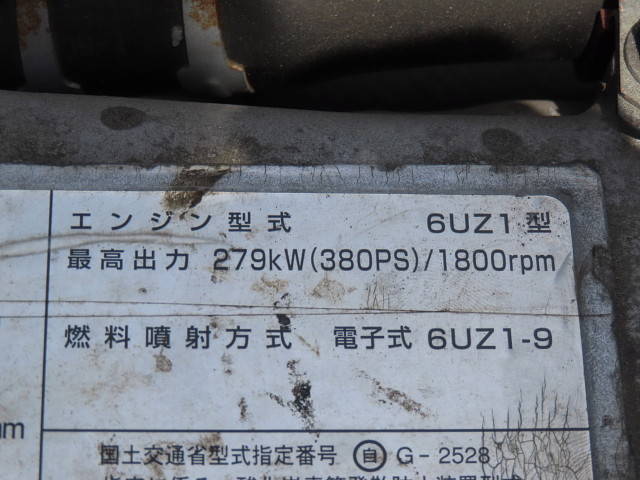 エンジン型式 6UZ1型
最高出力 279kW(380PS)/1800rpm
燃料噴射方式 電子式 6UZ1-9
国土交通省型式指定番号 自 G-2528